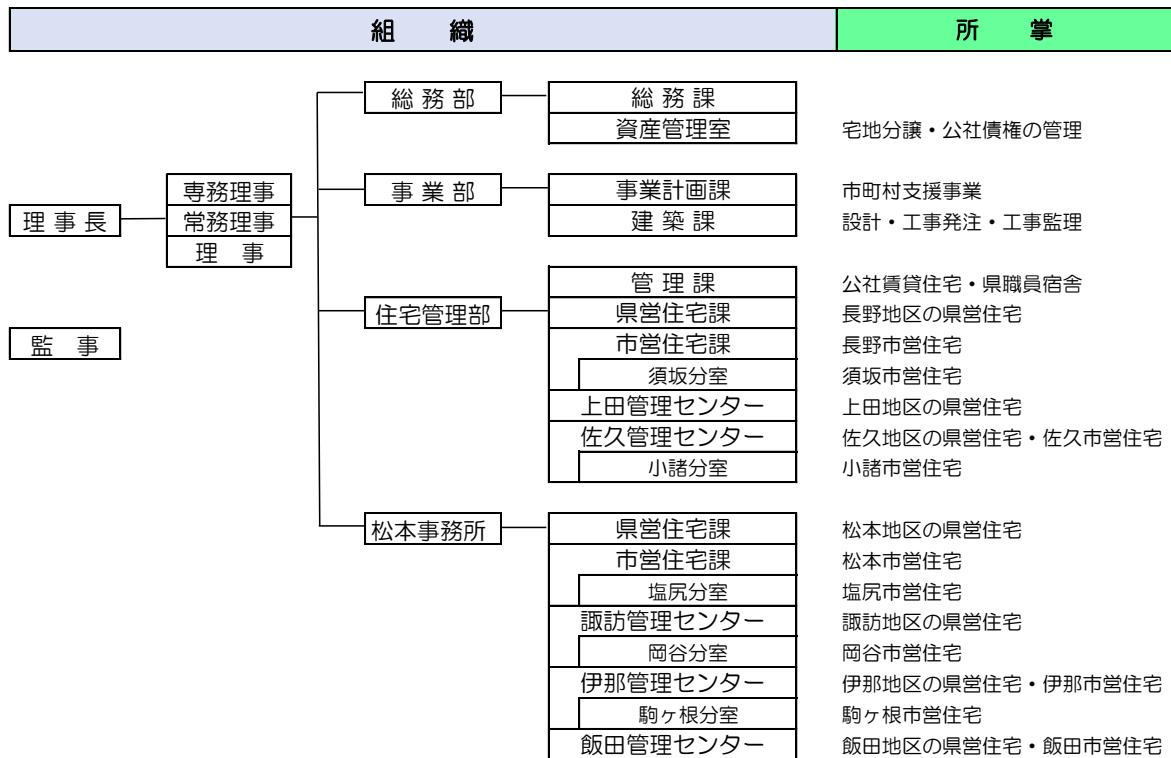 組　織　所　掌
総 務 部　総 務 課
資産管理室　宅地分譲・公社債権の管理
専務理事　事 業 部　事業計画課　市町村支援事業
理 事 長　常務理事　建 築 課　設計・工事発注・工事監理
理　事
管 理 課　公社賃貸住宅・県職員宿舎
住宅管理部　県営住宅課　長野地区の県営住宅
監　事　市営住宅課　長野市営住宅
須坂分室　須坂市営住宅
上田管理センター　上田地区の県営住宅
佐久管理センター　佐久地区の県営住宅・佐久市営住宅
小諸分室　小諸市営住宅
松本事務所　県営住宅課　松本地区の県営住宅
市営住宅課　松本市営住宅
塩尻分室　塩尻市営住宅
諏訪管理センター　諏訪地区の県営住宅
岡谷分室　岡谷市営住宅
伊那管理センター　伊那地区の県営住宅・伊那市営住宅
駒ヶ根分室　駒ヶ根市営住宅
飯田管理センター　飯田地区の県営住宅・飯田市営住宅